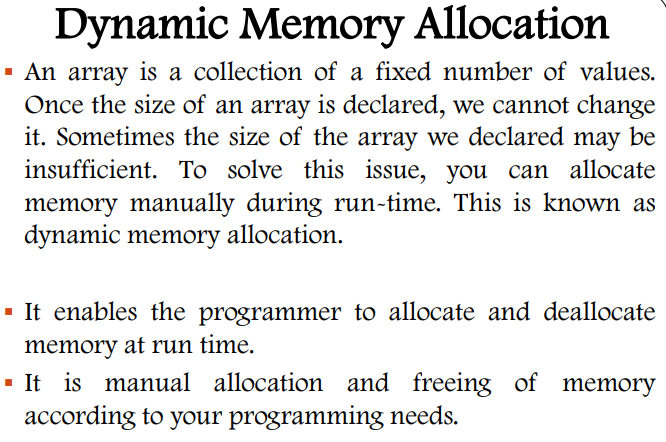 Dynamic Memory Allocation
▪ An array is a collection of a fixed number of values.
Once the size of an array is declared, we cannot change
it. Sometimes the size of the array we declared may be
insufficient. To solve this issue, you can allocate
memory manually during run-time. This is known as
dynamic memory allocation.
▪ It enables the programmer to allocate and deallocate
memory at run time.
▪ It is manual allocation and freeing of memory
according to your programming needs.